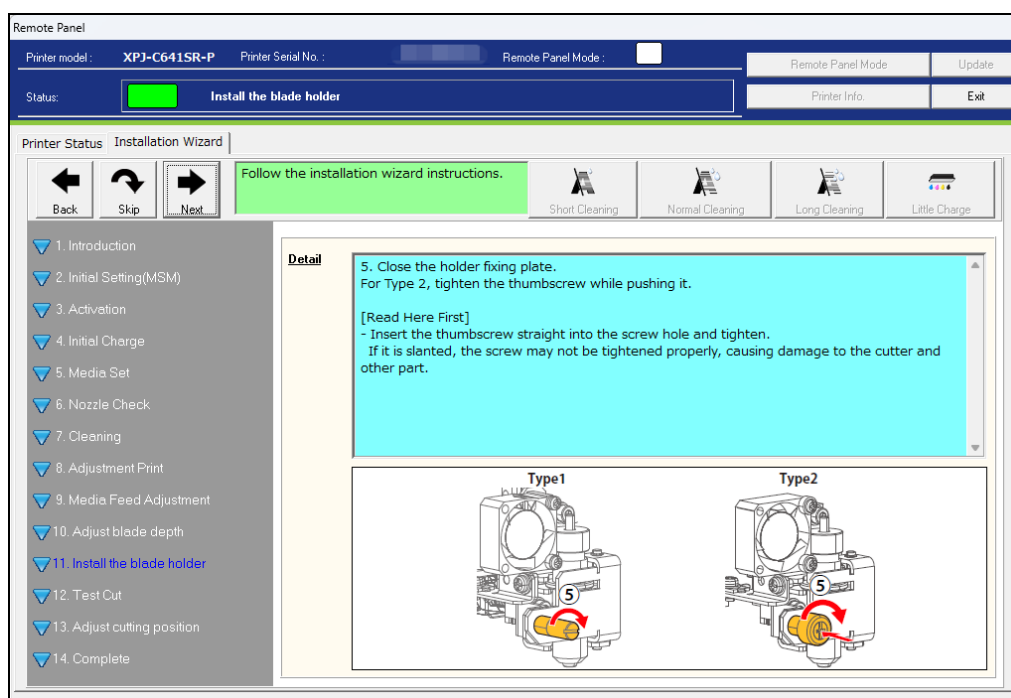 Remote Panel
Printer model : XPJ-C641SR-P Printer Serial No. : Remote Panel Mode :
Remote Panel Mode Update
Status: Install the blade holder
Printer Info. Exit
Printer Status Installation Wizard
Back Skip Next
Follow the installation wizard instructions.
Short Cleaning Normal Cleaning Long Cleaning Little Charge
1. Introduction
2. Initial Setting(MSM)
3. Activation
4. Initial Charge
5. Media Set
6. Nozzle Check
7. Cleaning
8. Adjustment Print
9. Media Feed Adjustment
10. Adjust blade depth
11. Install the blade holder
12. Test Cut
13. Adjust cutting position
14. Complete
Detail
5. Close the holder fixing plate.
For Type 2, tighten the thumbscrew while pushing it.
[Read Here First]
- Insert the thumbscrew straight into the screw hole and tighten.
If it is slanted, the screw may not be tightened properly, causing damage to the cutter and
other part.
Type1 Type2
5 5